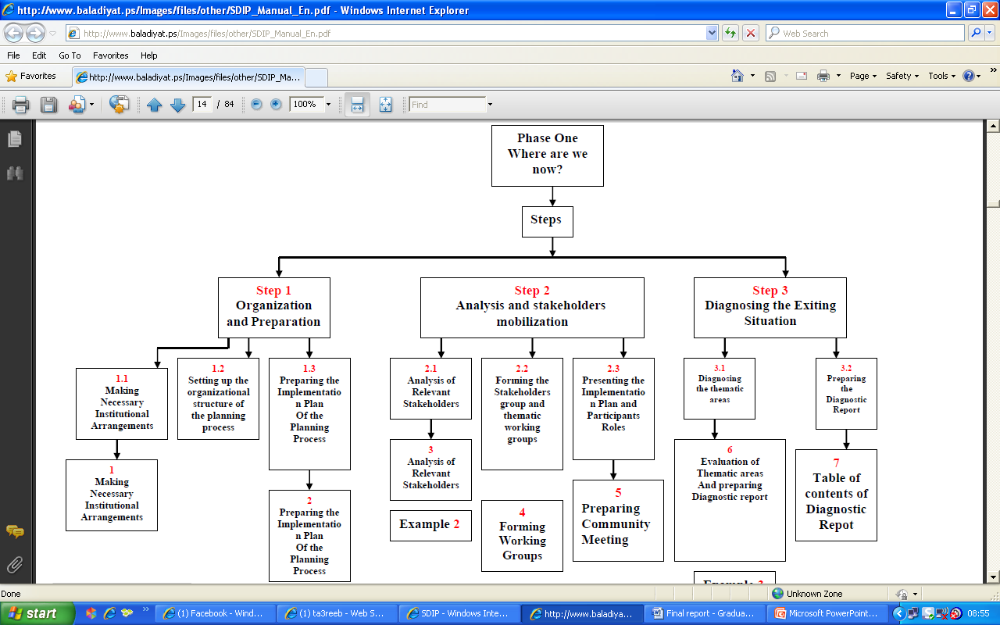 http://www.baladiyat.ps/Images/files/other/SDIP_Manual_En.pdf - Windows Internet Explorer
http://www.baladiyat.ps/Images/files/other/SDIP_Manual_En.pdf
Web Search
File Edit Go To Favorites Help
Favorites
http://www.baladiyat.ps/Images/files/other/SDIP_Ma...
Page Safety Tools
14 / 84
100%
Find
Phase One
Where are we
now?
Steps
Step 1
Organization
and Preparation
Step 2
Analysis and stakeholders
mobilization
Step 3
Diagnosing the Exiting
Situation
1.1
Making
Necessary
Institutional
Arrangements
1.2
Setting up the
organizational
structure of
the planning
process
1.3
Preparing the
Implementatio
n Plan
Of the
Planning
Process
2.1
Analysis of
Relevant
Stakeholders
2.2
Forming the
Stakeholders
group and
thematic
working
groups
2.3
Presenting the
Implementatio
n Plan and
Participants
Roles
3.1
Diagnosing
the thematic
areas
3.2
Preparing
the
Diagnostic
Report
1
Making
Necessary
Institutional
Arrangements
2
Preparing the
Implementatio
n Plan
Of the
Planning
Process
3
Analysis of
Relevant
Stakeholders
Example 2
4
Forming
Working
Groups
5
Preparing
Community
Meeting
6
Evaluation of
Thematic areas
And preparing
Diagnostic report
7
Table of
contents of
Diagnostic
Repot
Example 3
Done
Unknown Zone
start
(1) Facebook - Wind...
(1) ta3reeb - Web S...
SDIP - Windows Inte...
http://www.baladiya...
Final report - Gradua...
Microsoft PowerPoint...
08:55